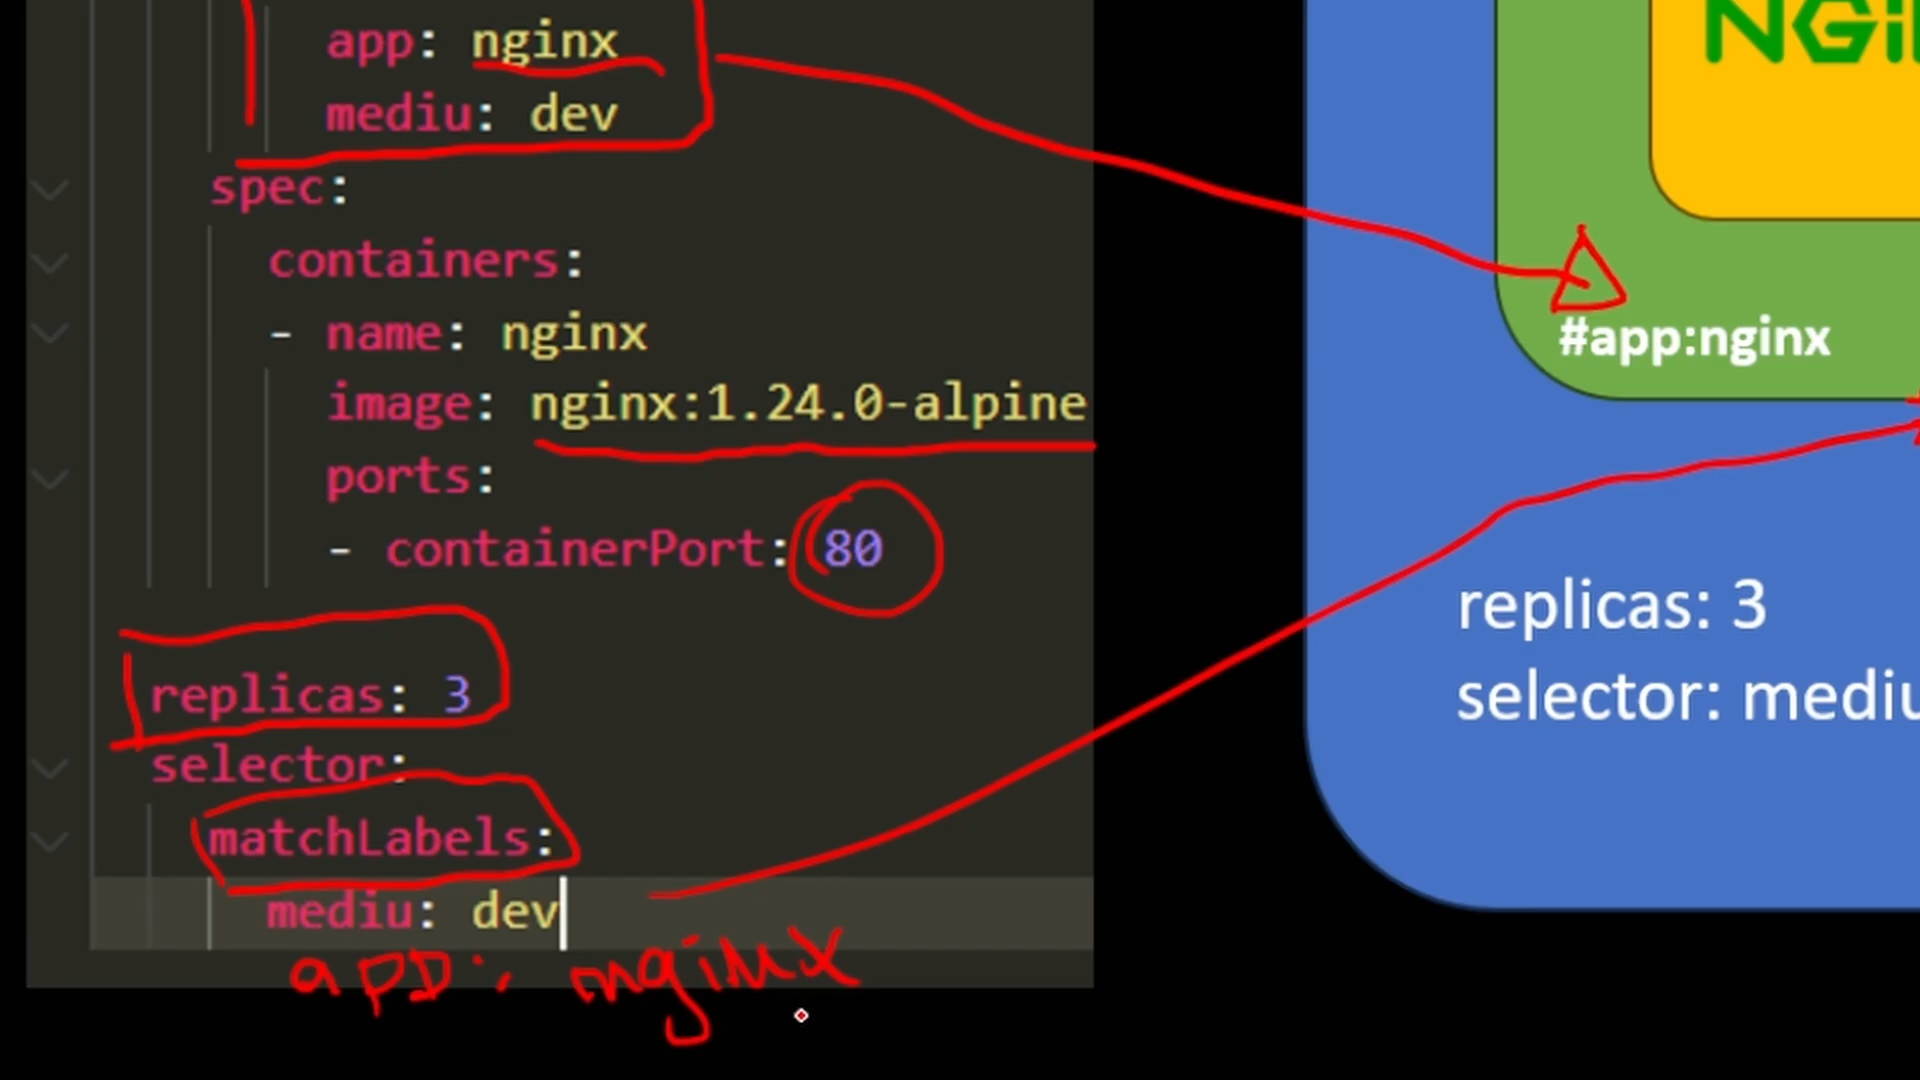 app: nginx
mediu: dev
spec:
containers:
- name: nginx
image: nginx:1.24.0-alpine
ports:
- containerPort: 80
replicas: 3
selector:
matchLabels:
mediu: dev
app: nginx
NGI
#app:nginx
replicas: 3
selector: mediu